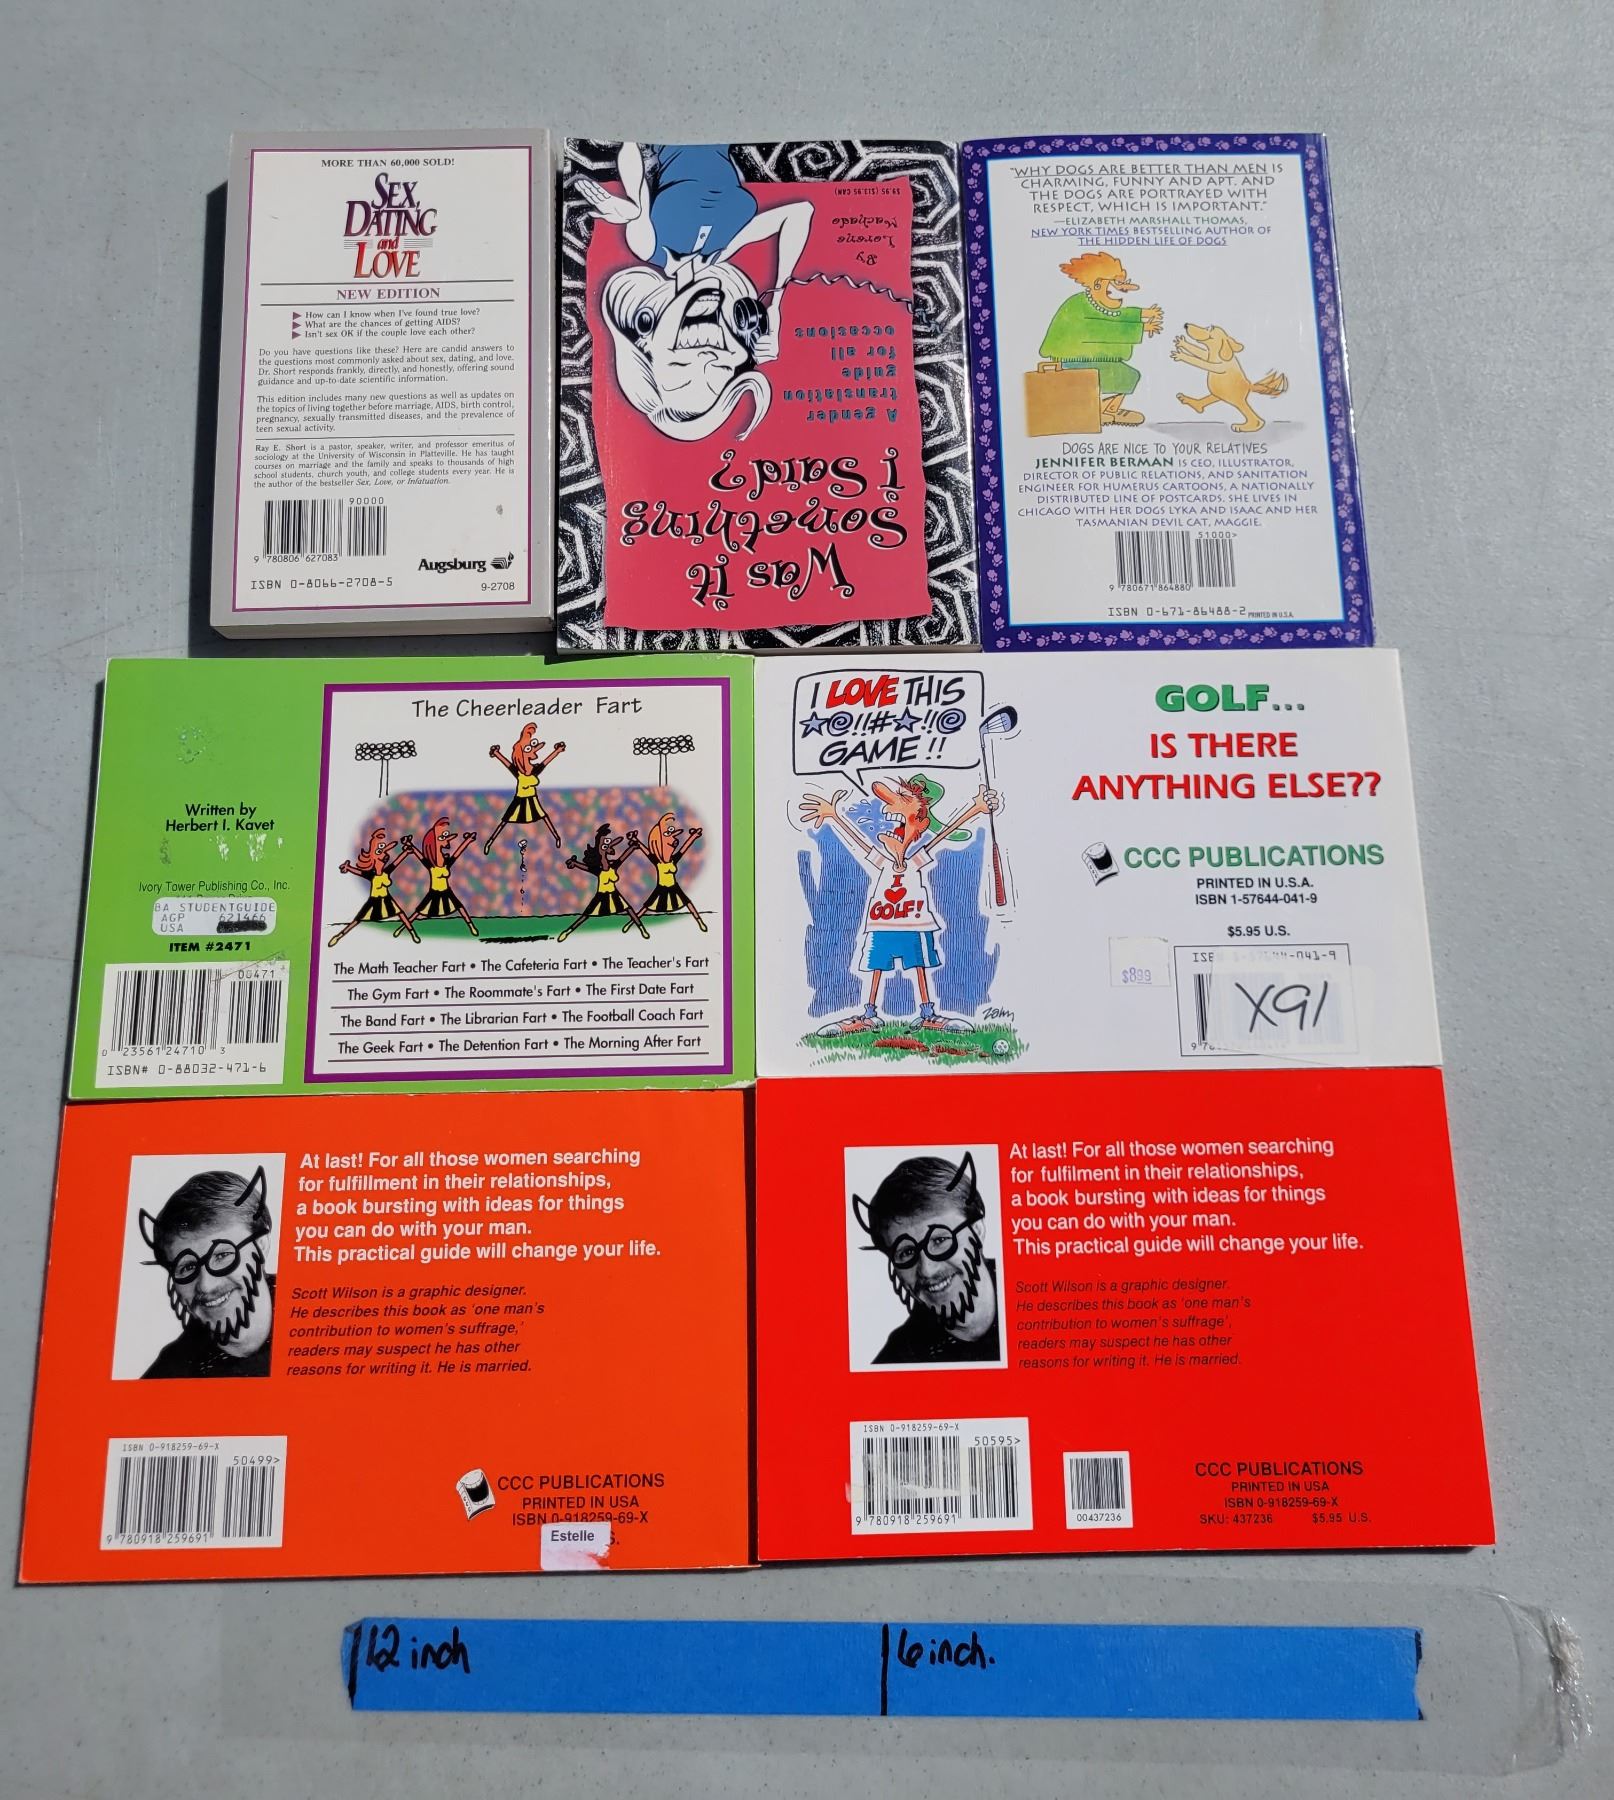 MORE THAN 60,000 SOLD!
SEX,
DATING
and
LOVE
NEW EDITION
How can I know when I've found true love?
What are the chances of getting AIDS?
Isn't sex OK if the couple love each other?
Do you have questions like these? Here are candid answers to
the questions most commonly asked about sex, dating, and love.
Dr. Short responds frankly, directly, and honestly, offering sound
guidance and up-to-date scientific information.
This edition includes many new questions as well as updates on
the topics of living together before marriage, AIDS, birth control,
pregnancy, sexually transmitted diseases, and the prevalence of
teen sexual activity.
Ray E. Short is a pastor, speaker, writer, and professor emeritus of
sociology at the University of Wisconsin in Platteville. He has taught
courses on marriage and the family and speaks to thousands of high
school students, church youth, and college students every year. He is
the author of the bestseller Sex, Love, or Infatuation.
90000
9 780806 627083
ISBN 0-8066-2708-5
Augsburg
9-2708
Was it
Something
I Said?
A gender
translation
guide
for all
occasions
By
Lorene
Machado
$9.95 ($13.95 CAN)
"WHY DOGS ARE BETTER THAN MEN IS
CHARMING, FUNNY AND APT. AND
THE DOGS ARE PORTRAYED WITH
RESPECT, WHICH IS IMPORTANT."
—ELIZABETH MARSHALL THOMAS,
NEW YORK TIMES BESTSELLING AUTHOR OF
THE HIDDEN LIFE OF DOGS
DOGS ARE NICE TO YOUR RELATIVES
JENNIFER BERMAN IS CEO, ILLUSTRATOR,
DIRECTOR OF PUBLIC RELATIONS, AND SANITATION
ENGINEER FOR HUMERUS CARTOONS, A NATIONALLY
DISTRIBUTED LINE OF POSTCARDS. SHE LIVES IN
CHICAGO WITH HER DOGS LYKA AND ISAAC AND HER
TASMANIAN DEVIL CAT, MAGGIE.
51000>
9 780671 864880
ISBN 0-671-86488-2 PRINTED IN U.S.A.
Written by
Herbert I. Kavet
Ivory Tower Publishing Co., Inc.
BA STUDENTGUIDE
AGP 621466
USA
ITEM #2471
00471
0 23561 24710 3
ISBN# 0-88032-471-6
The Cheerleader Fart
The Math Teacher Fart • The Cafeteria Fart • The Teacher's Fart
The Gym Fart • The Roommate's Fart • The First Date Fart
The Band Fart • The Librarian Fart • The Football Coach Fart
The Geek Fart • The Detention Fart • The Morning After Fart
I LOVE THIS
☆@!!#☆!!@
GAME!!
I
♥
GOLF!
Zahn
GOLF...
IS THERE
ANYTHING ELSE??
CCC PUBLICATIONS
PRINTED IN U.S.A.
ISBN 1-57644-041-9
$5.95 U.S.
$8.99
X91
At last! For all those women searching
for fulfillment in their relationships,
a book bursting with ideas for things
you can do with your man.
This practical guide will change your life.
Scott Wilson is a graphic designer.
He describes this book as 'one man's
contribution to women's suffrage,'
readers may suspect he has other
reasons for writing it. He is married.
ISBN 0-918259-69-X
50499>
9 780918 259691
CCC PUBLICATIONS
PRINTED IN USA
ISBN 0-918259-69-X
Estelle
At last! For all those women searching
for fulfilment in their relationships,
a book bursting with ideas for things
you can do with your man.
This practical guide will change your life.
Scott Wilson is a graphic designer.
He describes this book as 'one man's
contribution to women's suffrage',
readers may suspect he has other
reasons for writing it. He is married.
ISBN 0-918259-69-X
50595>
9 780918 259691
00437236
CCC PUBLICATIONS
PRINTED IN USA
ISBN 0-918259-69-X
SKU: 437236 $5.95 U.S.
12 inch
6 inch.